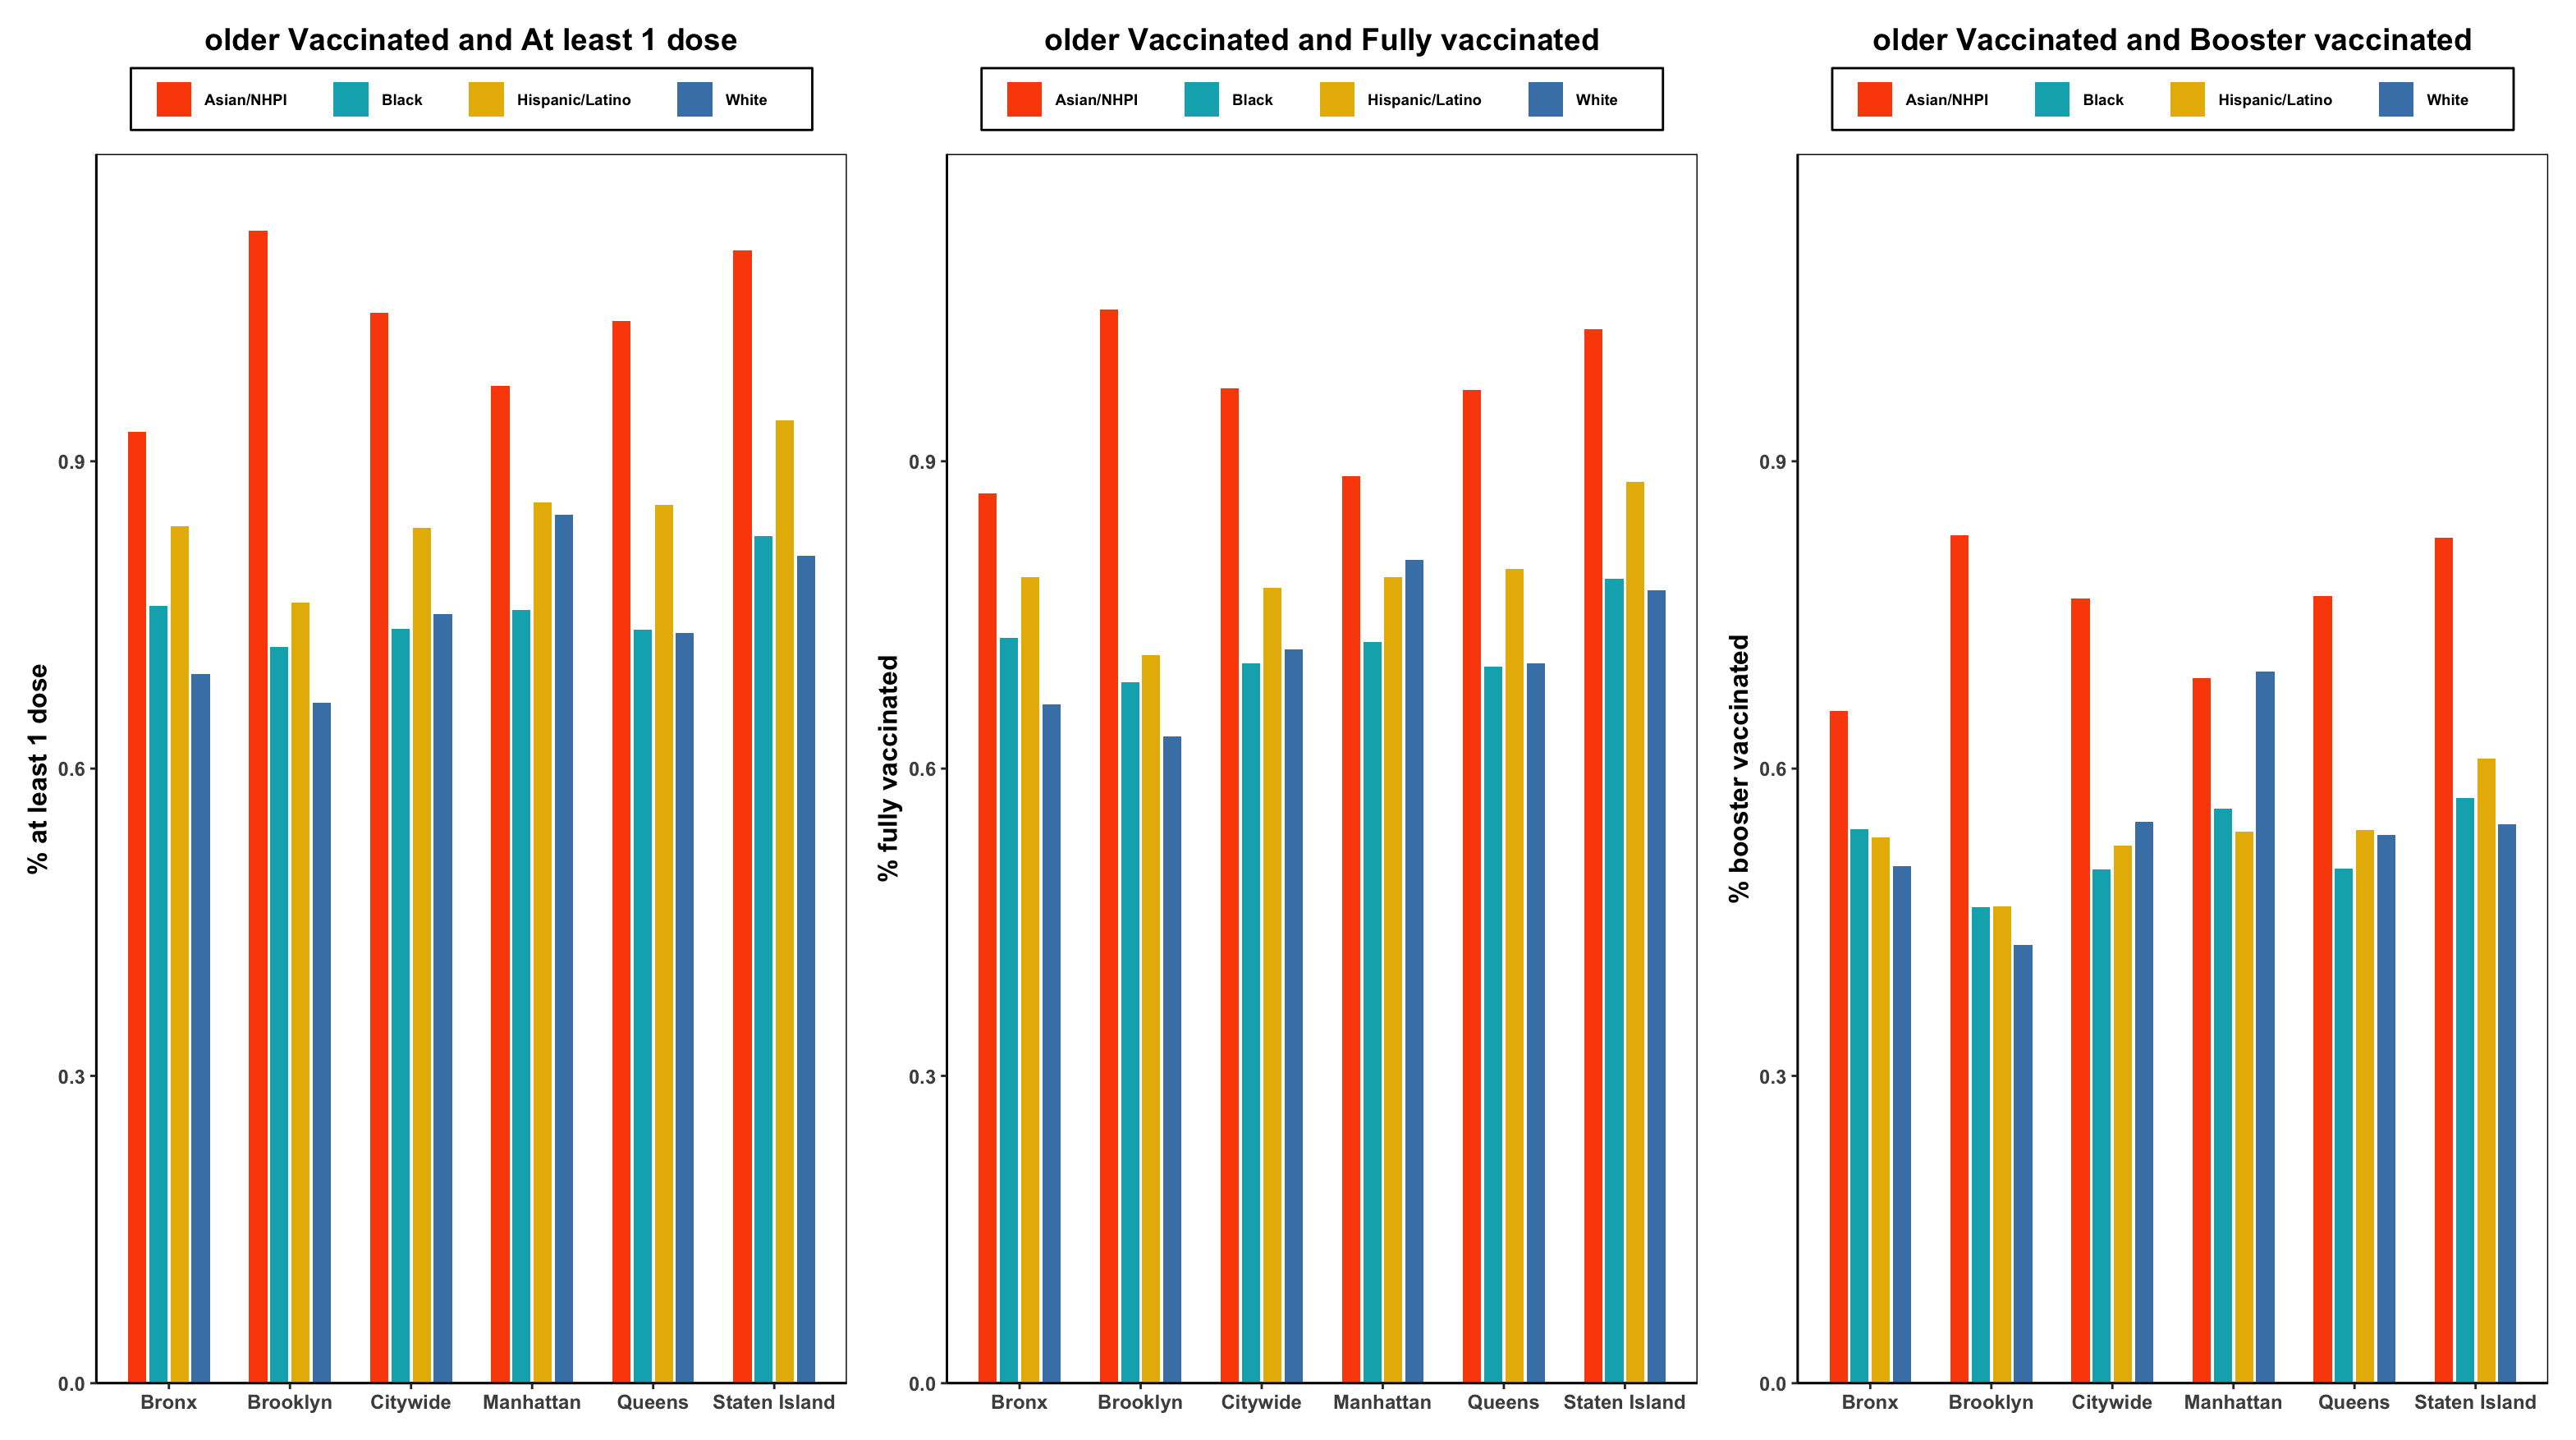 older Vaccinated and At least 1 dose
Asian/NHPI Black Hispanic/Latino White
% at least 1 dose
0.9
0.6
0.3
0.0
Bronx Brooklyn Citywide Manhattan Queens Staten Island
older Vaccinated and Fully vaccinated
Asian/NHPI Black Hispanic/Latino White
% fully vaccinated
0.9
0.6
0.3
0.0
Bronx Brooklyn Citywide Manhattan Queens Staten Island
older Vaccinated and Booster vaccinated
Asian/NHPI Black Hispanic/Latino White
% booster vaccinated
0.9
0.6
0.3
0.0
Bronx Brooklyn Citywide Manhattan Queens Staten Island